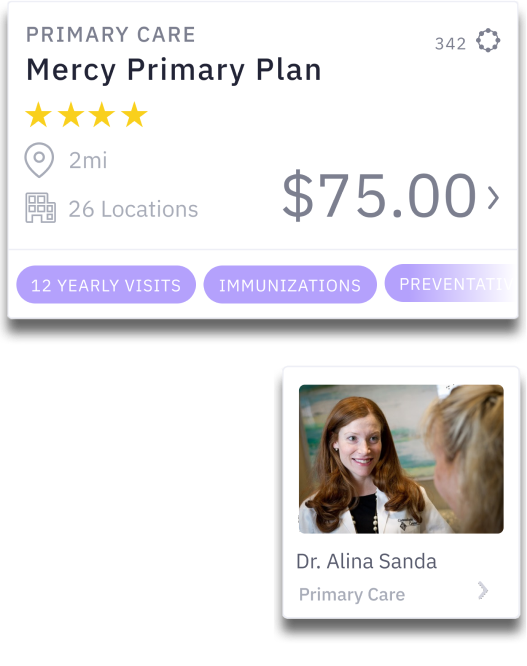 PRIMARY CARE
342
Mercy Primary Plan
2mi
$75.00
26 Locations
12 YEARLY VISITS
IMMUNIZATIONS
PREVENTATIV
Dr. Alina Sanda
Primary Care